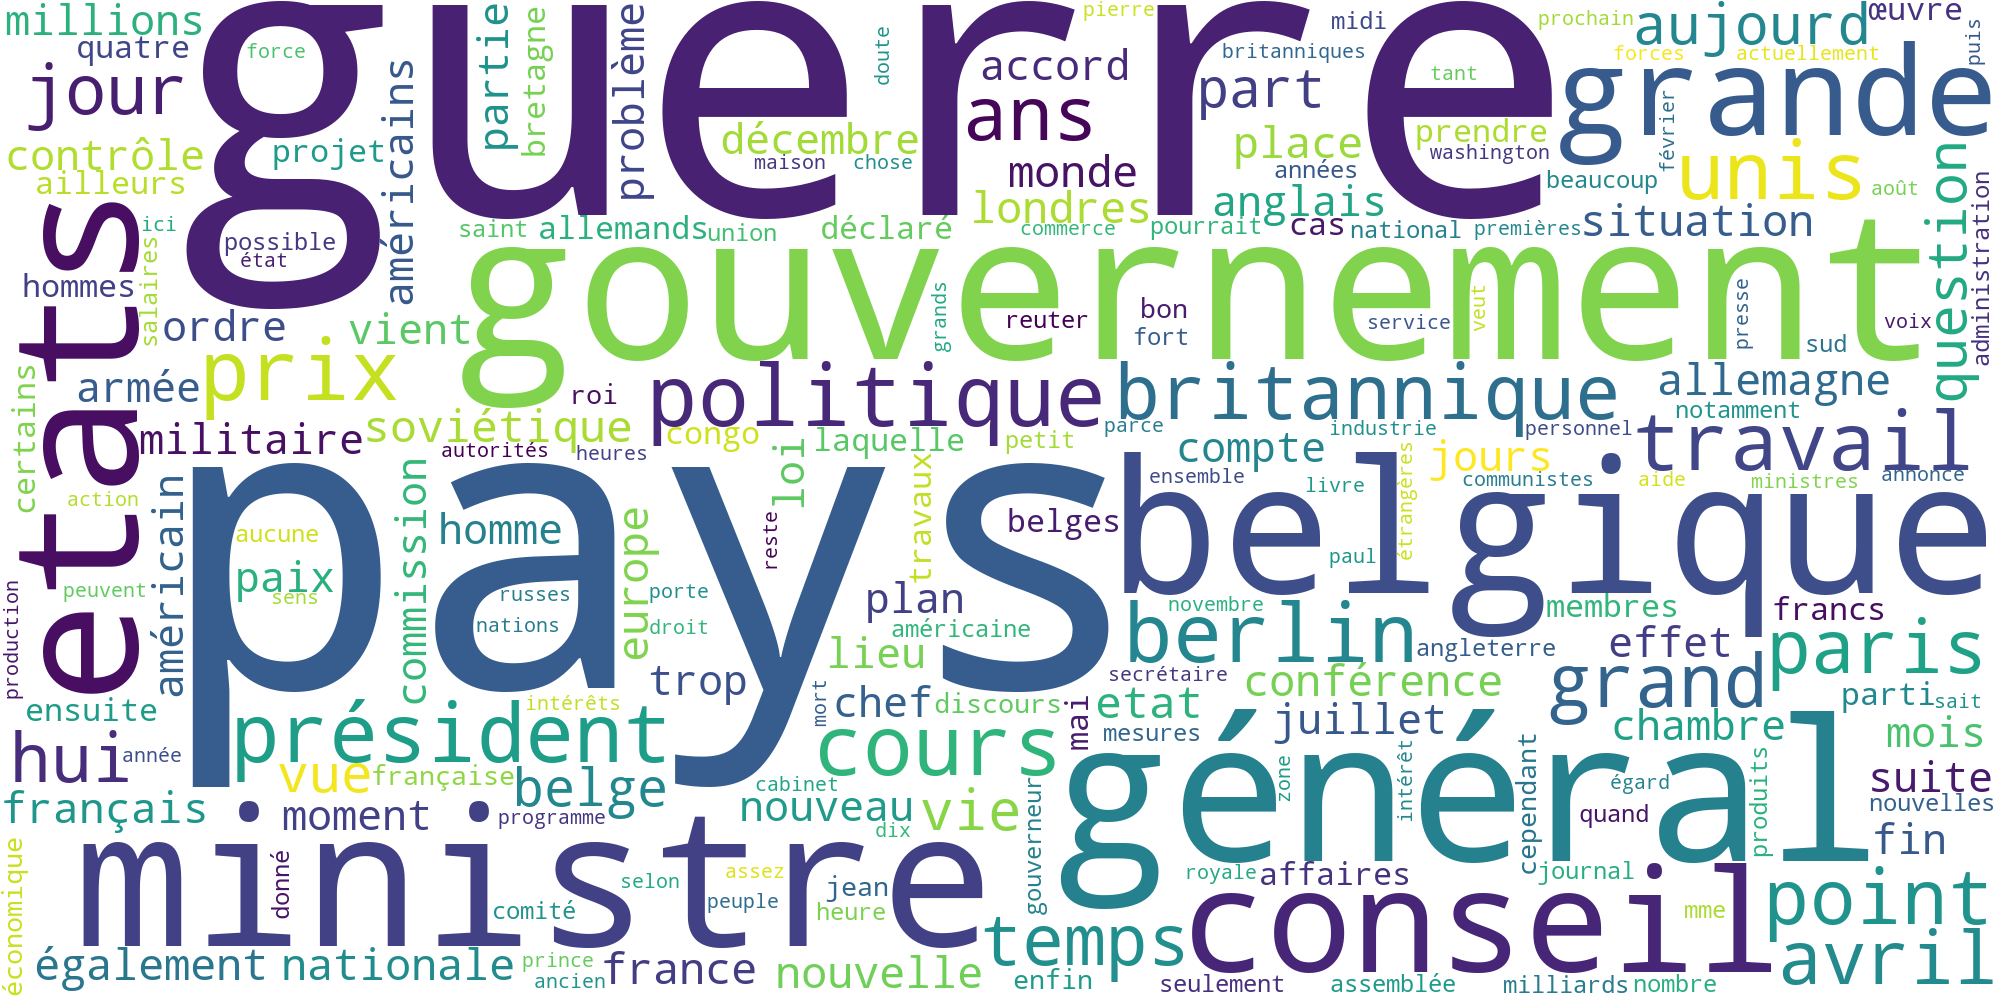 guerre
pays
gouvernement
etats
belgique
général
ministre
conseil
grande
politique
britannique
travail
président
prix
unis
berlin
paris
grand
cours
temps
point
avril
ans
jour
hui
aujourd
part
question
belge
vue
vie
nouveau
nouvelle
france
nationale
également
français
moment
millions
quatre
force
contrôle
ailleurs
projet
américains
partie
bretagne
problème
doute
pierre
accord
décembre
maison
chose
monde
londres
midi
britanniques
tant
place
prendre
washington
années
anglais
prochain
forces
actuellement
œuvre
puis
février
beaucoup
août
situation
administration
ici
possible
état
hommes
salaires
ordre
vient
saint
allemands
union
déclaré
commerce
pourrait
cas
national
premières
grands
reuter
bon
fort
service
veut
presse
sud
voix
armée
certains
militaire
soviétique
roi
congo
autorités
heures
loi
laquelle
petit
parce
compte
industrie
personnel
notamment
allemagne
jours
communistes
aide
ministres
annonce
étrangères
ensemble
livre
belges
paul
action
américain
aucune
paix
sens
peuvent
production
commission
homme
russes
nations
europe
porte
droit
reste
travaux
plan
américaine
lieu
trop
chef
discours
mort
intérêts
secrétaire
novembre
angleterre
membres
francs
effet
conférence
etat
mai
mesures
juillet
parti
sait
chambre
mois
ensuite
année
française
programme
cabinet
dix
gouverneur
zone
intérêt
cependant
égard
quand
produits
suite
nouvelles
fin
économique
donné
comité
selon
assez
peuple
jean
heure
royale
affaires
journal
mme
prince
ancien
enfin
seulement
assemblée
milliards
nombre